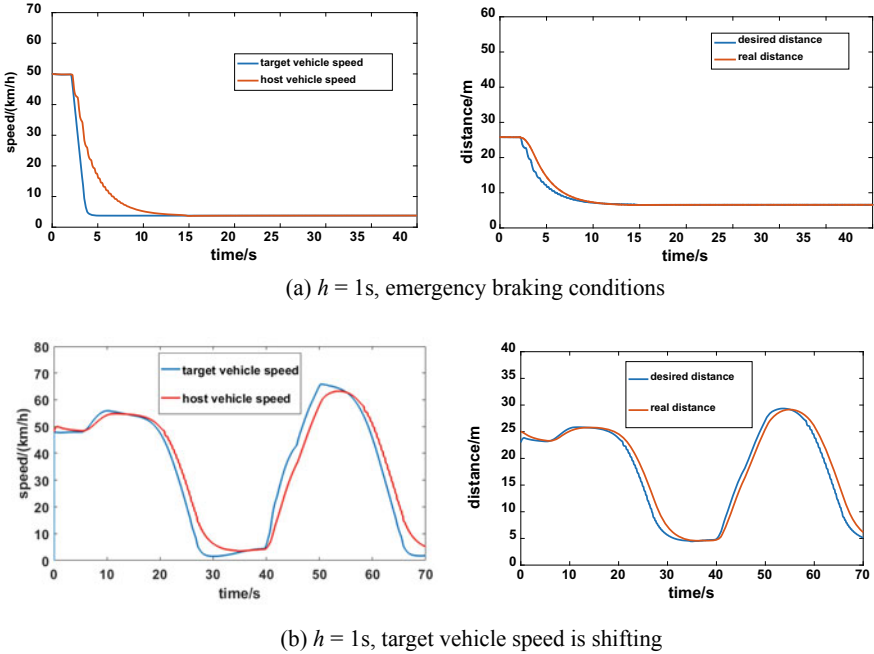 70
60
50
40
30
20
10
0
speed/(km/h)
target vehicle speed
host vehicle speed
0 5 10 15 20 25 30 35 40
time/s
60
50
40
30
20
10
0
distance/m
desired distance
real distance
0 5 10 15 20 25 30 35 40
time/s
(a) h = 1s, emergency braking conditions
80
70
60
50
40
30
20
10
0
speed/(km/h)
target vehicle speed
host vehicle speed
0 10 20 30 40 50 60 70
time/s
40
35
30
25
20
15
10
5
0
distance/m
desired distance
real distance
0 10 20 30 40 50 60 70
time/s
(b) h = 1s, target vehicle speed is shifting